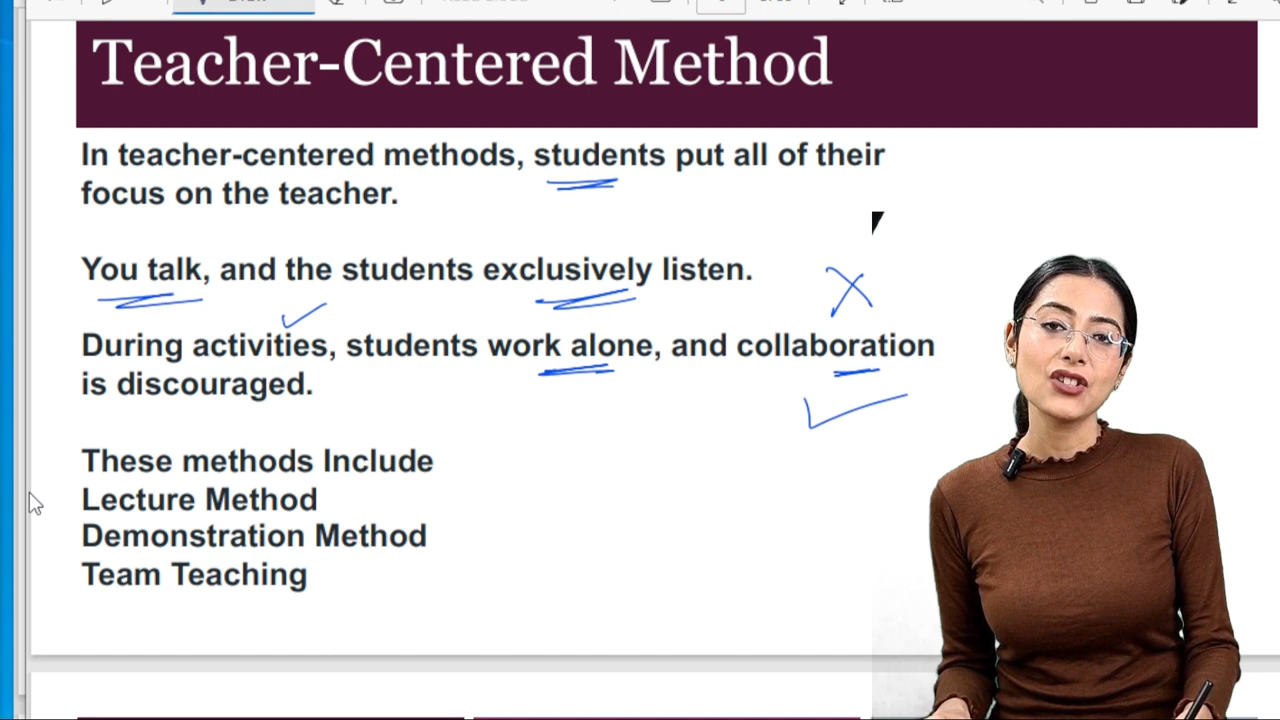 Teacher-Centered Method
In teacher-centered methods, students put all of their
focus on the teacher.
You talk, and the students exclusively listen.
During activities, students work alone, and collaboration
is discouraged.
These methods Include
Lecture Method
Demonstration Method
Team Teaching